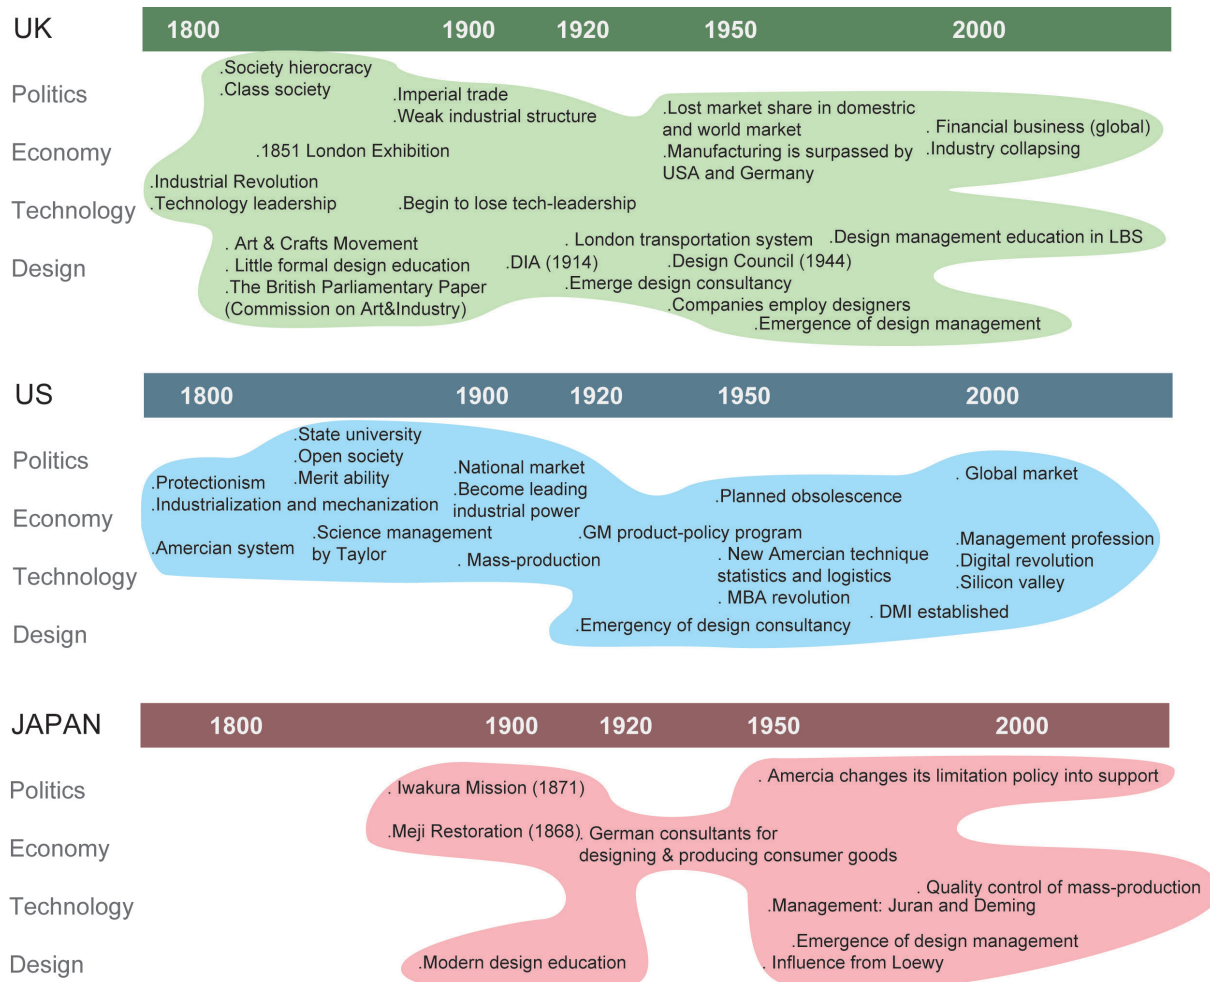 UK
1800 1900 1920 1950 2000
Politics
Economy
Technology
Design
.Society hierocracy
.Class society
.Imperial trade
.Weak industrial structure
.Lost market share in domestric
and world market
.Manufacturing is surpassed by
USA and Germany
. Financial business (global)
.Industry collapsing
.1851 London Exhibition
.Industrial Revolution
.Technology leadership
.Begin to lose tech-leadership
. Art & Crafts Movement
. Little formal design education
.The British Parliamentary Paper
(Commission on Art&Industry)
.DIA (1914)
. London transportation system
.Emerge design consultancy
.Design Council (1944)
.Companies employ designers
.Design management education in LBS
.Emergence of design management
US
1800 1900 1920 1950 2000
Politics
Economy
Technology
Design
.State university
.Open society
.Merit ability
.Protectionism
.Industrialization and mechanization
.Amercian system
.Science management
by Taylor
.National market
.Become leading
industrial power
. Mass-production
.GM product-policy program
.Planned obsolescence
. New Amercian technique
statistics and logistics
. MBA revolution
. Global market
.Management profession
.Digital revolution
.Silicon valley
. DMI established
.Emergency of design consultancy
JAPAN
1800 1900 1920 1950 2000
Politics
Economy
Technology
Design
. Iwakura Mission (1871)
.Meji Restoration (1868)
. German consultants for
designing & producing consumer goods
. Amercia changes its limitation policy into support
. Quality control of mass-production
.Management: Juran and Deming
.Emergence of design management
. Influence from Loewy
.Modern design education